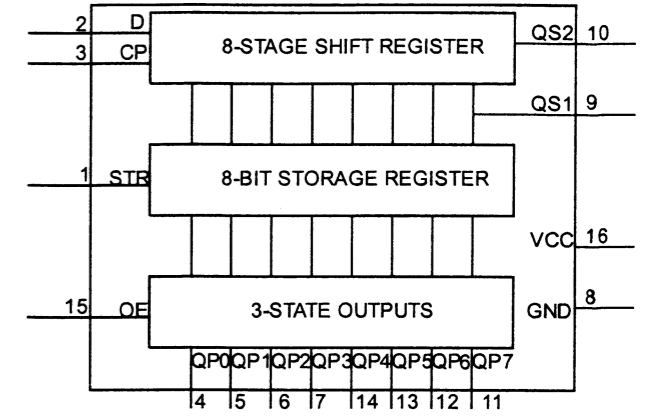 2 D 8-STAGE SHIFT REGISTER QS2 10
3 CP
QS1 9
1 STR 8-BIT STORAGE REGISTER
VCC 16
15 OE 3-STATE OUTPUTS GND 8
QP0 QP1 QP2 QP3 QP4 QP5 QP6 QP7
4 5 6 7 14 13 12 11